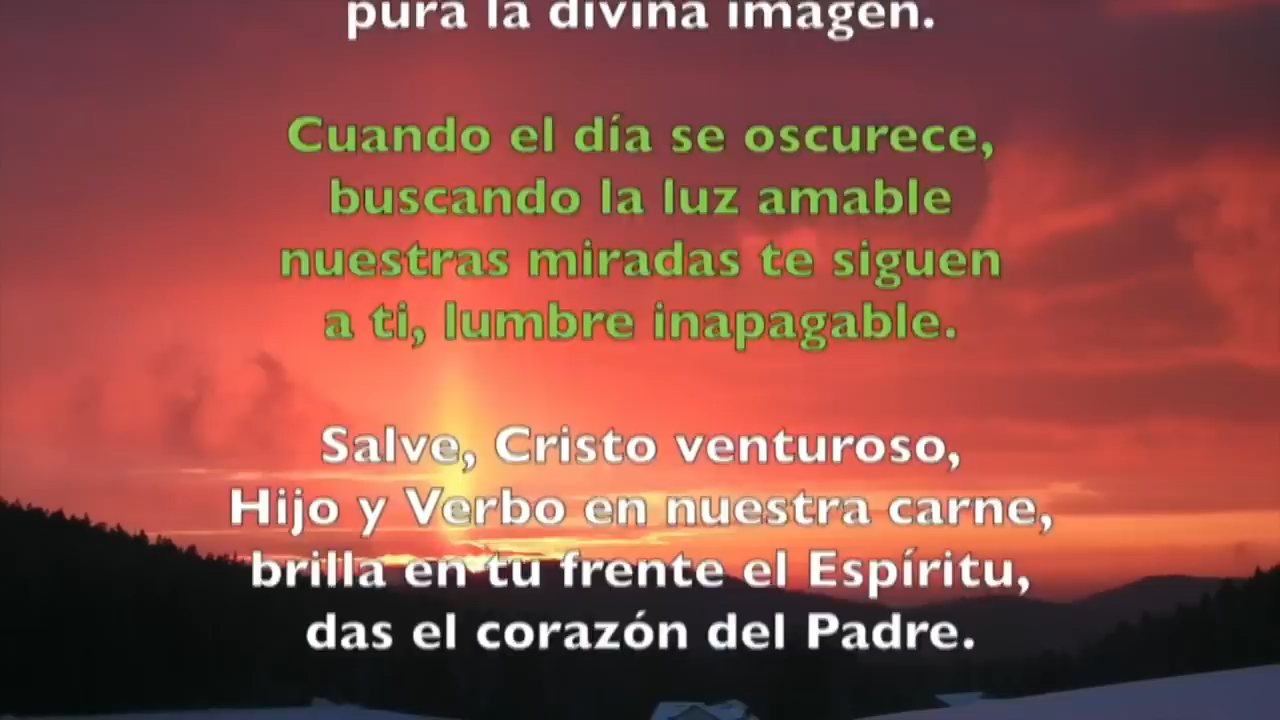 pura la divina imagen.
Cuando el día se oscurece,
buscando la luz amable
nuestras miradas te siguen
a ti, lumbre inapagable.
Salve, Cristo venturoso,
Hijo y Verbo en nuestra carne,
brilla en tu frente el Espíritu,
das el corazón del Padre.